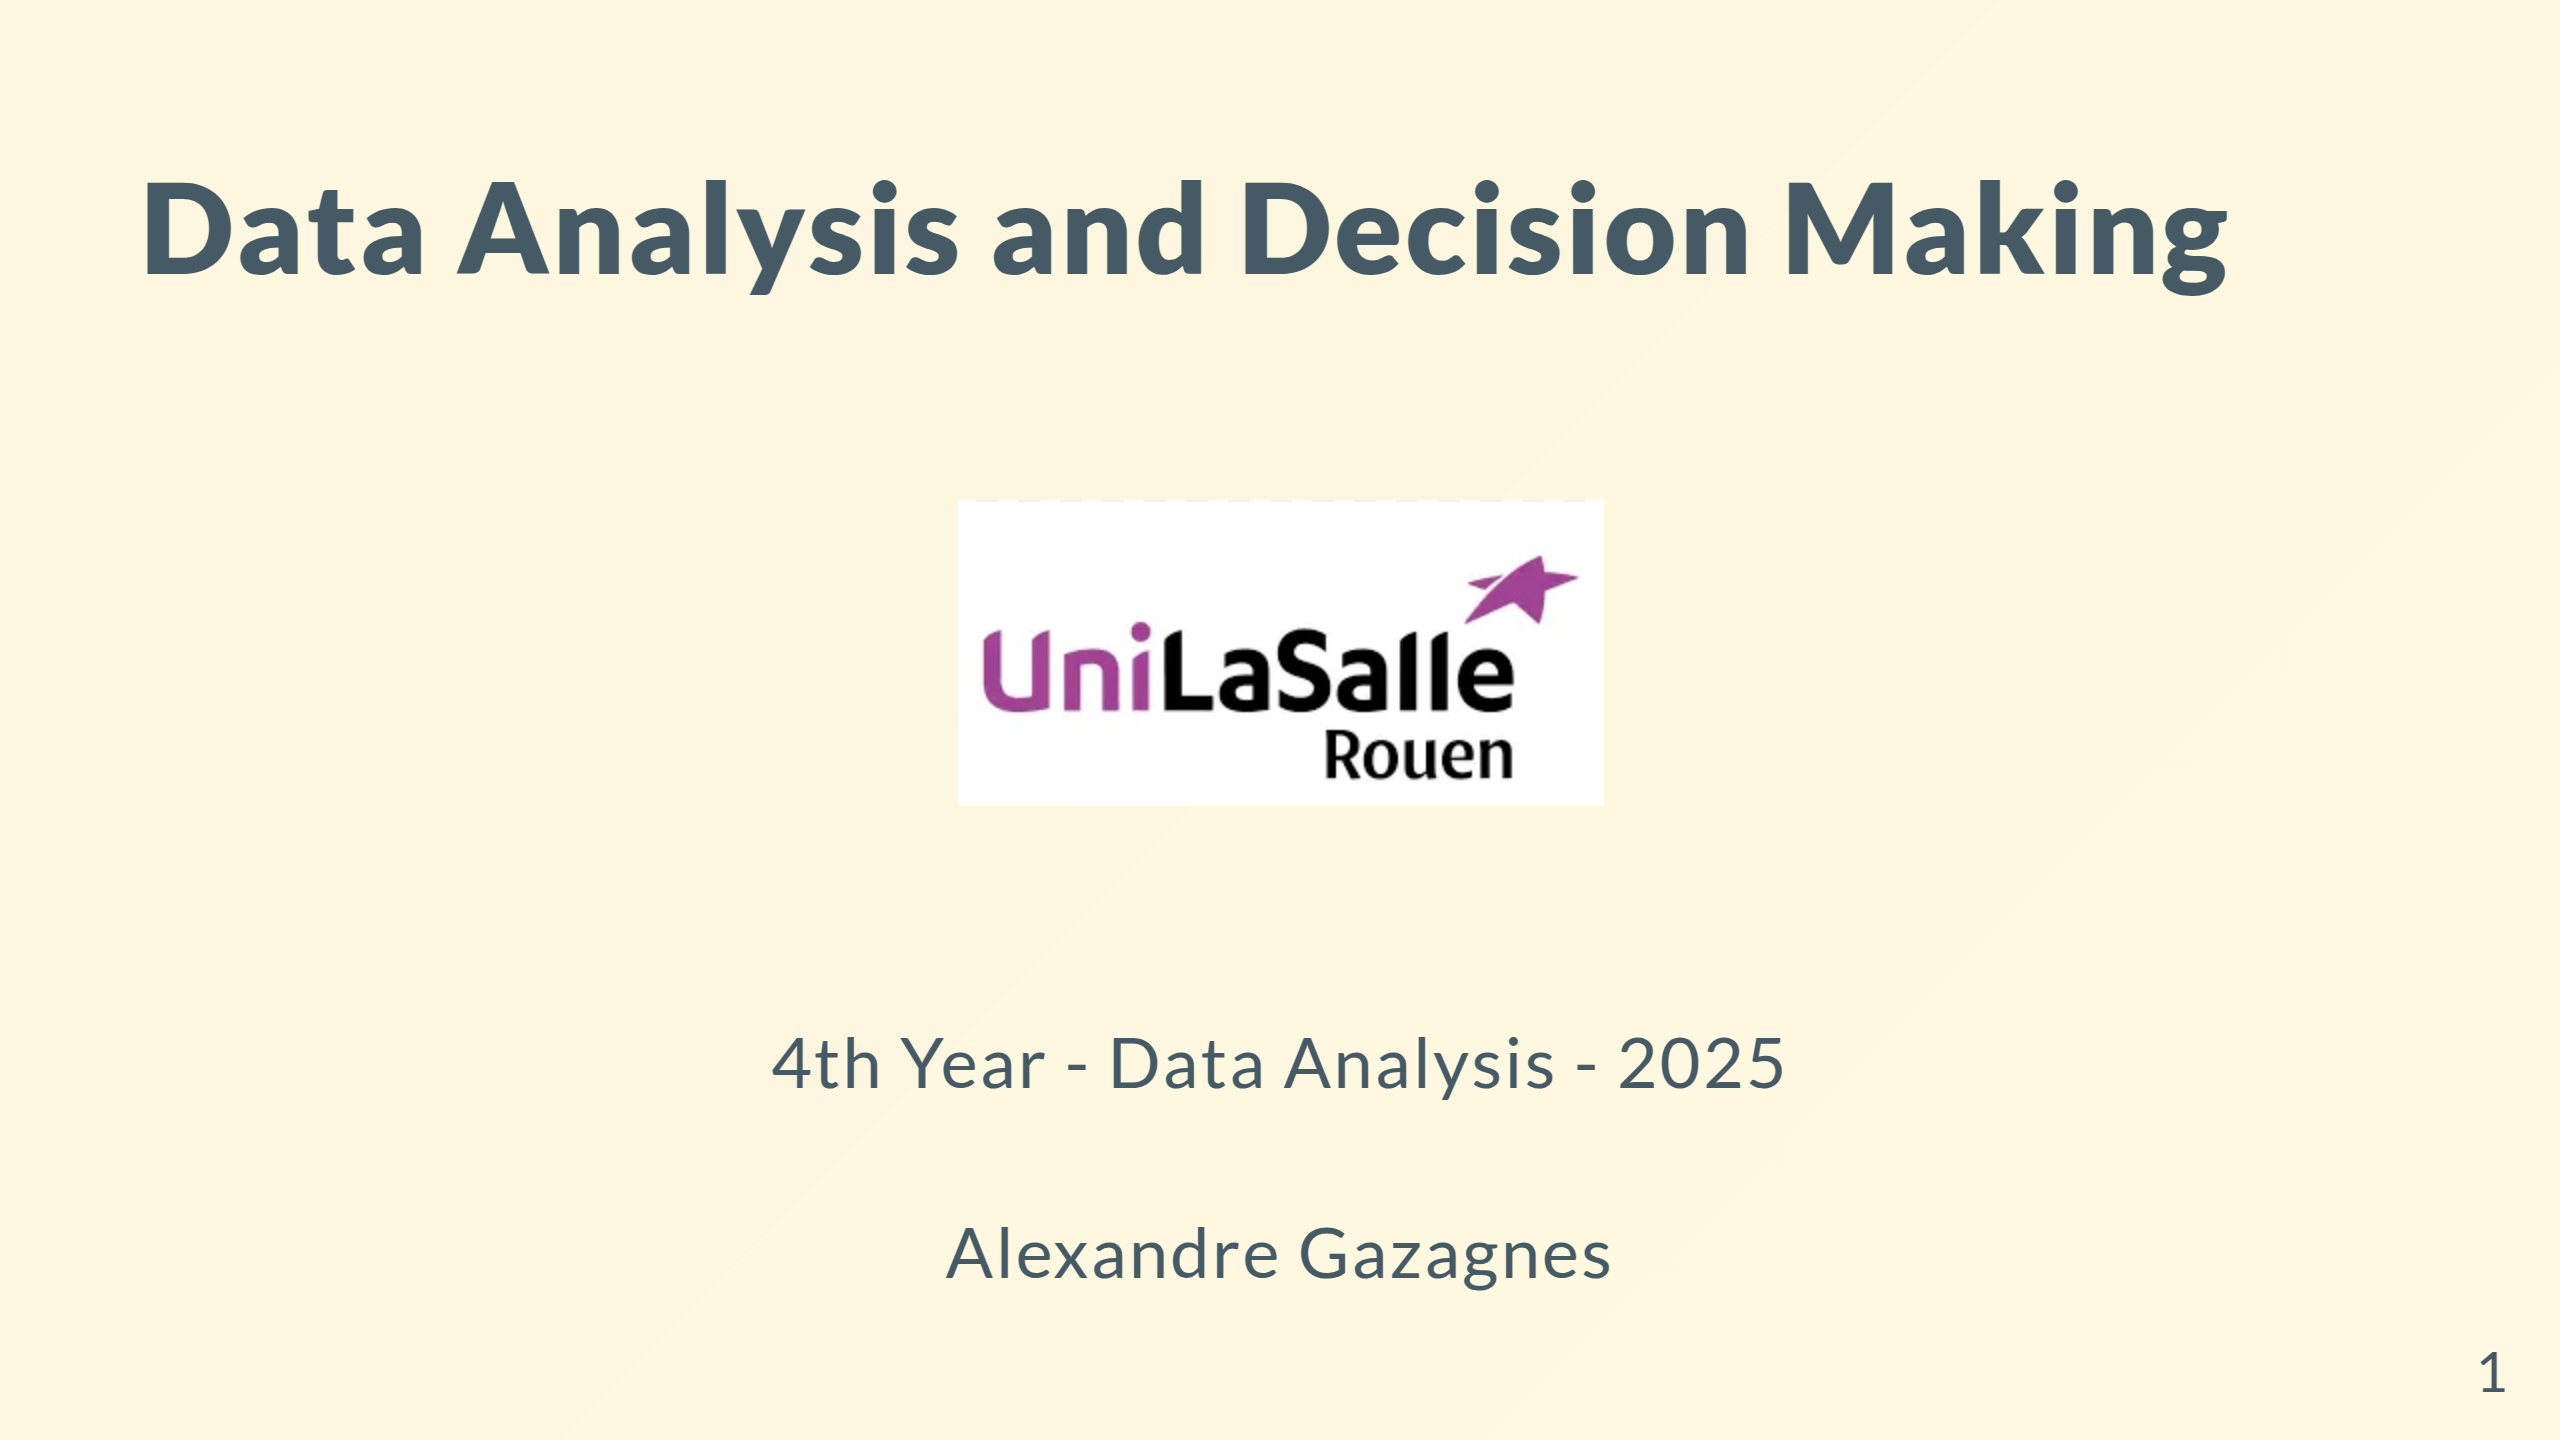 Data Analysis and Decision Making
UniLaSalle
Rouen
4th Year - Data Analysis - 2025
Alexandre Gazagnes
1